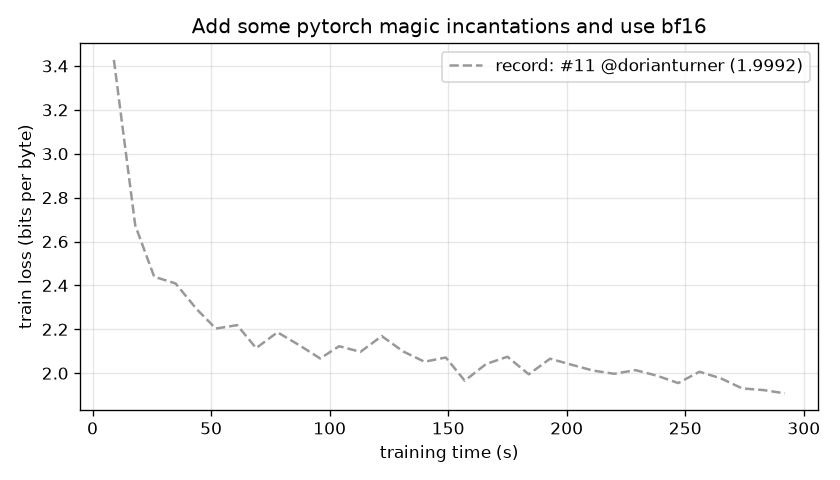 Add some pytorch magic incantations and use bf16
record: #11 @dorianturner (1.9992)
train loss (bits per byte)
3.4
3.2
3.0
2.8
2.6
2.4
2.2
2.0
0 50 100 150 200 250 300
training time (s)